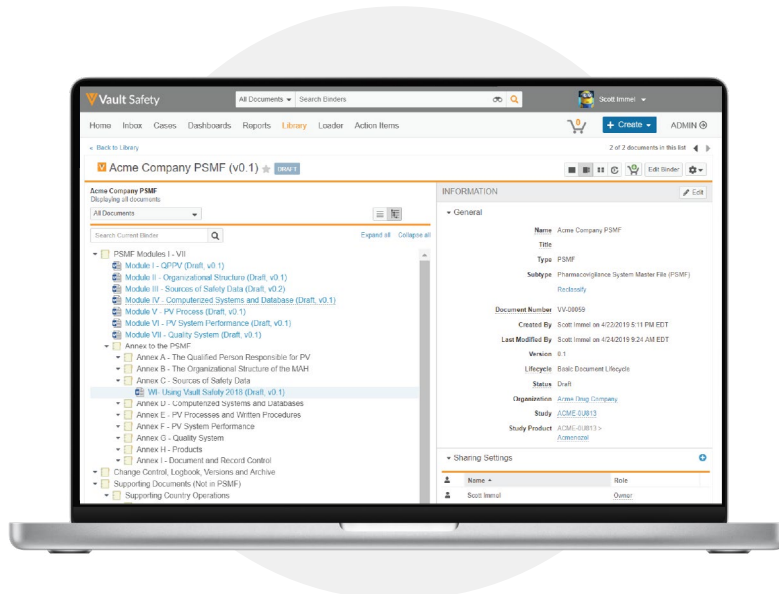 Vault Safety
All Documents
Search Binders
Scott Immel
Home Inbox Cases Dashboards Reports Library Loader Action Items
+ Create
ADMIN
« Back to Library
2 of 2 documents in this list
Acme Company PSMF (v0.1)
DRAFT
Edit Binder
Acme Company PSMF
Displaying all documents
All Documents
Search Current Binder
Expand all Collapse all
PSMF Modules I - VII
Module I - QPPV (Draft, v0.1)
Module II - Organizational Structure (Draft, v0.1)
Module III - Sources of Safety Data (Draft, v0.2)
Module IV - Computerized Systems and Database (Draft, v0.1)
Module V - PV Process (Draft, v0.1)
Module VI - PV System Performance (Draft, v0.1)
Module VII - Quality System (Draft, v0.1)
Annex to the PSMF
Annex A - The Qualified Person Responsible for PV
Annex B - The Organizational Structure of the MAH
Annex C - Sources of Safety Data
WI- Using Vault Safety 2018 (Draft, v0.1)
Annex D - Computerized Systems and Databases
Annex E - PV Processes and Written Procedures
Annex F - PV System Performance
Annex G - Quality System
Annex H - Products
Annex I - Document and Record Control
Change Control, Logbook, Versions and Archive
Supporting Documents (Not in PSMF)
Supporting Country Operations
INFORMATION
Edit
General
Name Acme Company PSMF
Title
Type PSMF
Subtype Pharmacovigilance System Master File (PSMF)
Reclassify
Document Number VV-00059
Created By Scott Immel on 4/22/2019 5:11 PM EDT
Last Modified By Scott Immel on 4/24/2019 9:24 AM EDT
Version 0.1
Lifecycle Basic Document Lifecycle
Status Draft
Organization Acme Drug Company
Study ACME-0U013
Study Product ACME-0U013 >
Acmenazol
Sharing Settings
Name Role
Scott Immel Owner